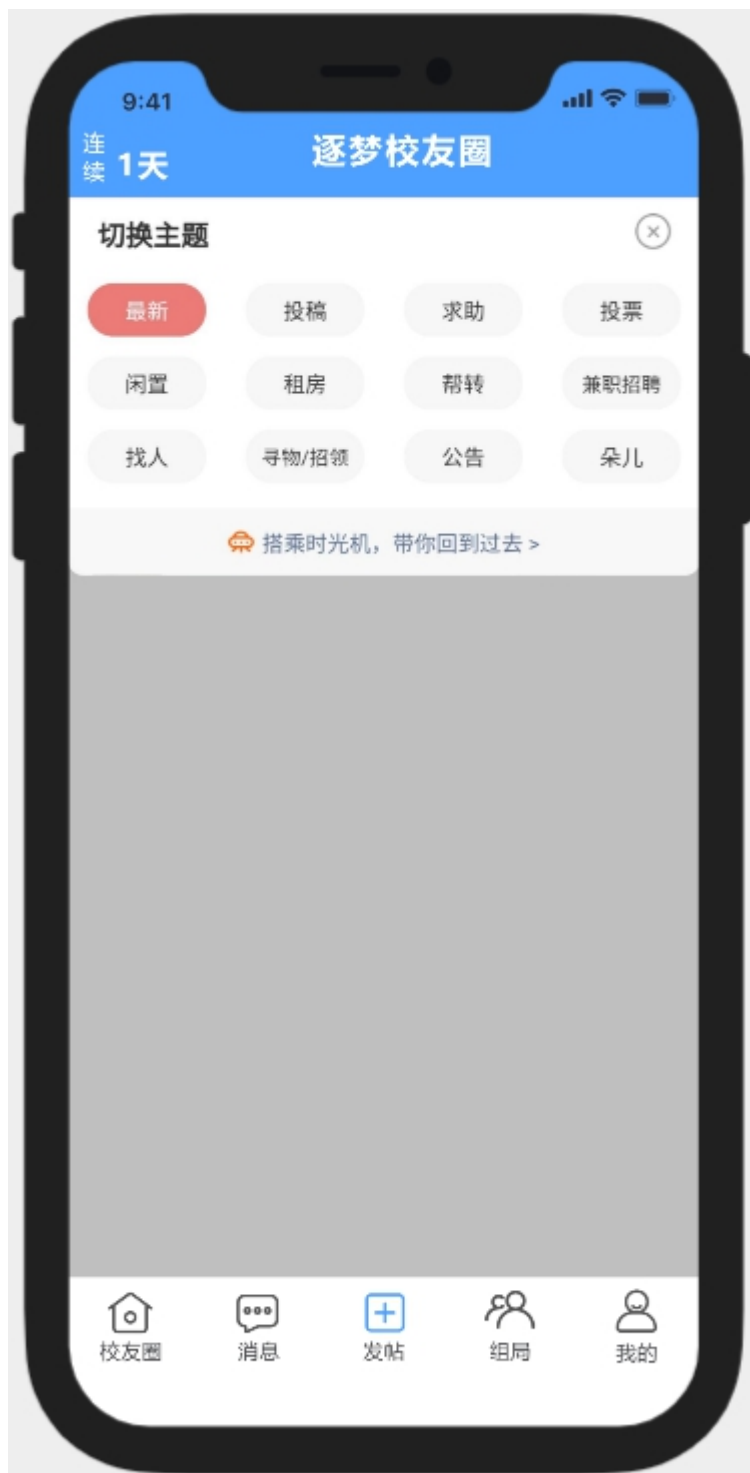 9:41
连续 1天
逐梦校友圈
切换主题
最新 投稿 求助 投票
闲置 租房 帮转 兼职招聘
找人 寻物/招领 公告 朵儿
搭乘时光机，带你回到过去 >
校友圈 消息 发帖 组局 我的